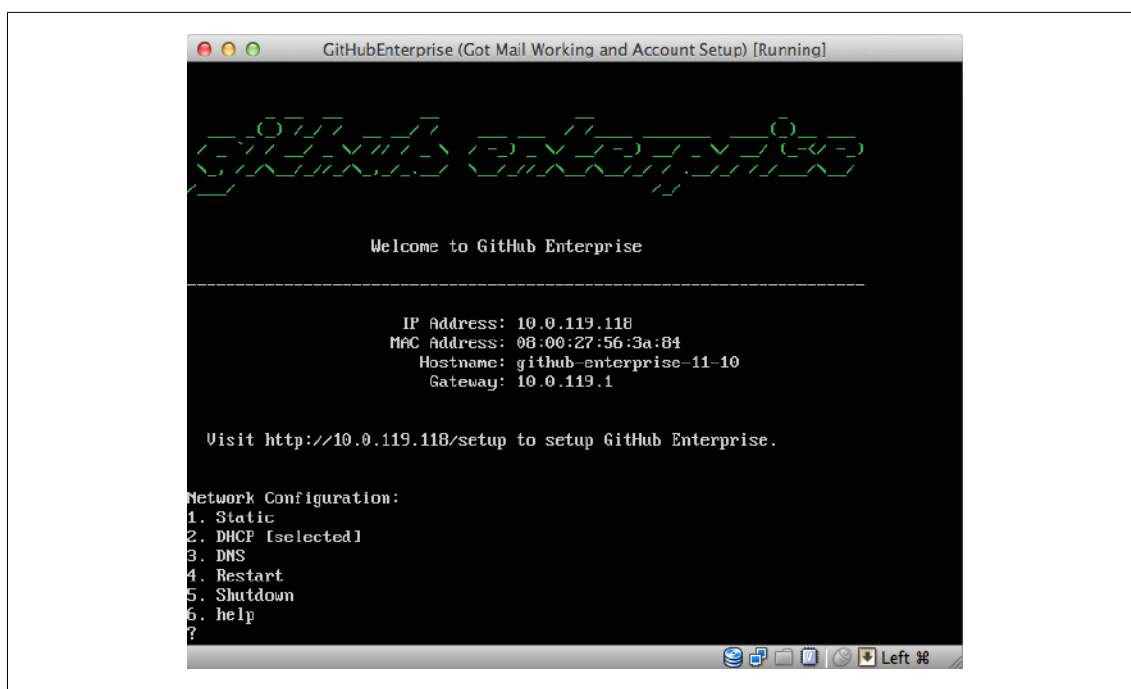 GitHubEnterprise (Got Mail Working and Account Setup) [Running]
github enterprise
Welcome to GitHub Enterprise
IP Address: 10.0.119.118
MAC Address: 08:00:27:56:3a:84
Hostname: github-enterprise-11-10
Gateway: 10.0.119.1
Visit http://10.0.119.118/setup to setup GitHub Enterprise.
Network Configuration:
1. Static
2. DHCP [selected]
3. DNS
4. Restart
5. Shutdown
6. help
?
Left ⌘